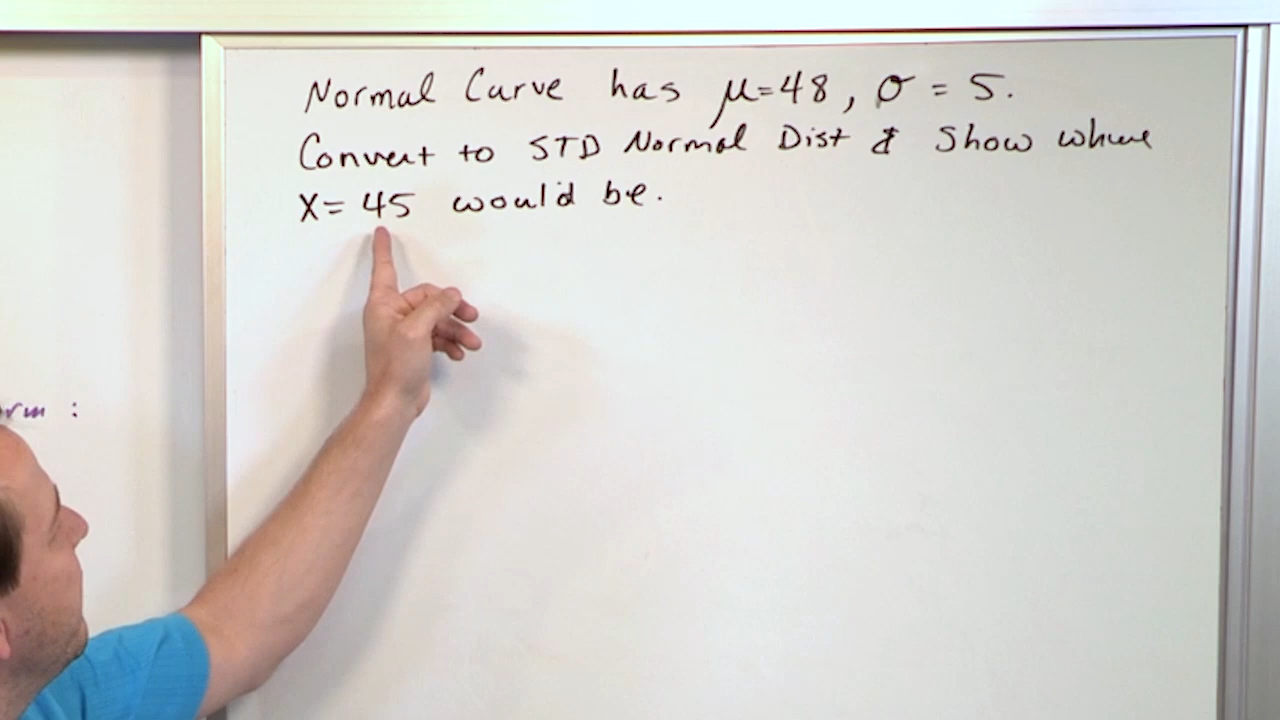 Normal Curve has μ=48, σ = 5.
Convert to STD Normal Dist & Show where
X= 45 would be.
: